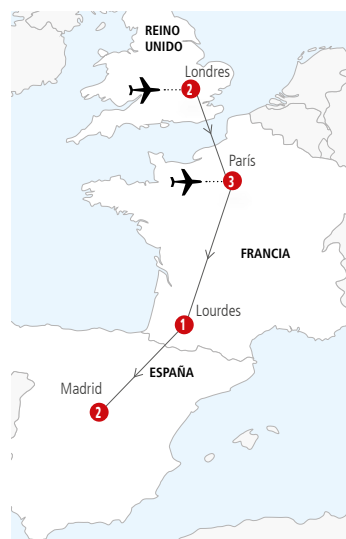 REINO
UNIDO
Londres
2
París
3
FRANCIA
Lourdes
1
ESPAÑA
Madrid
2